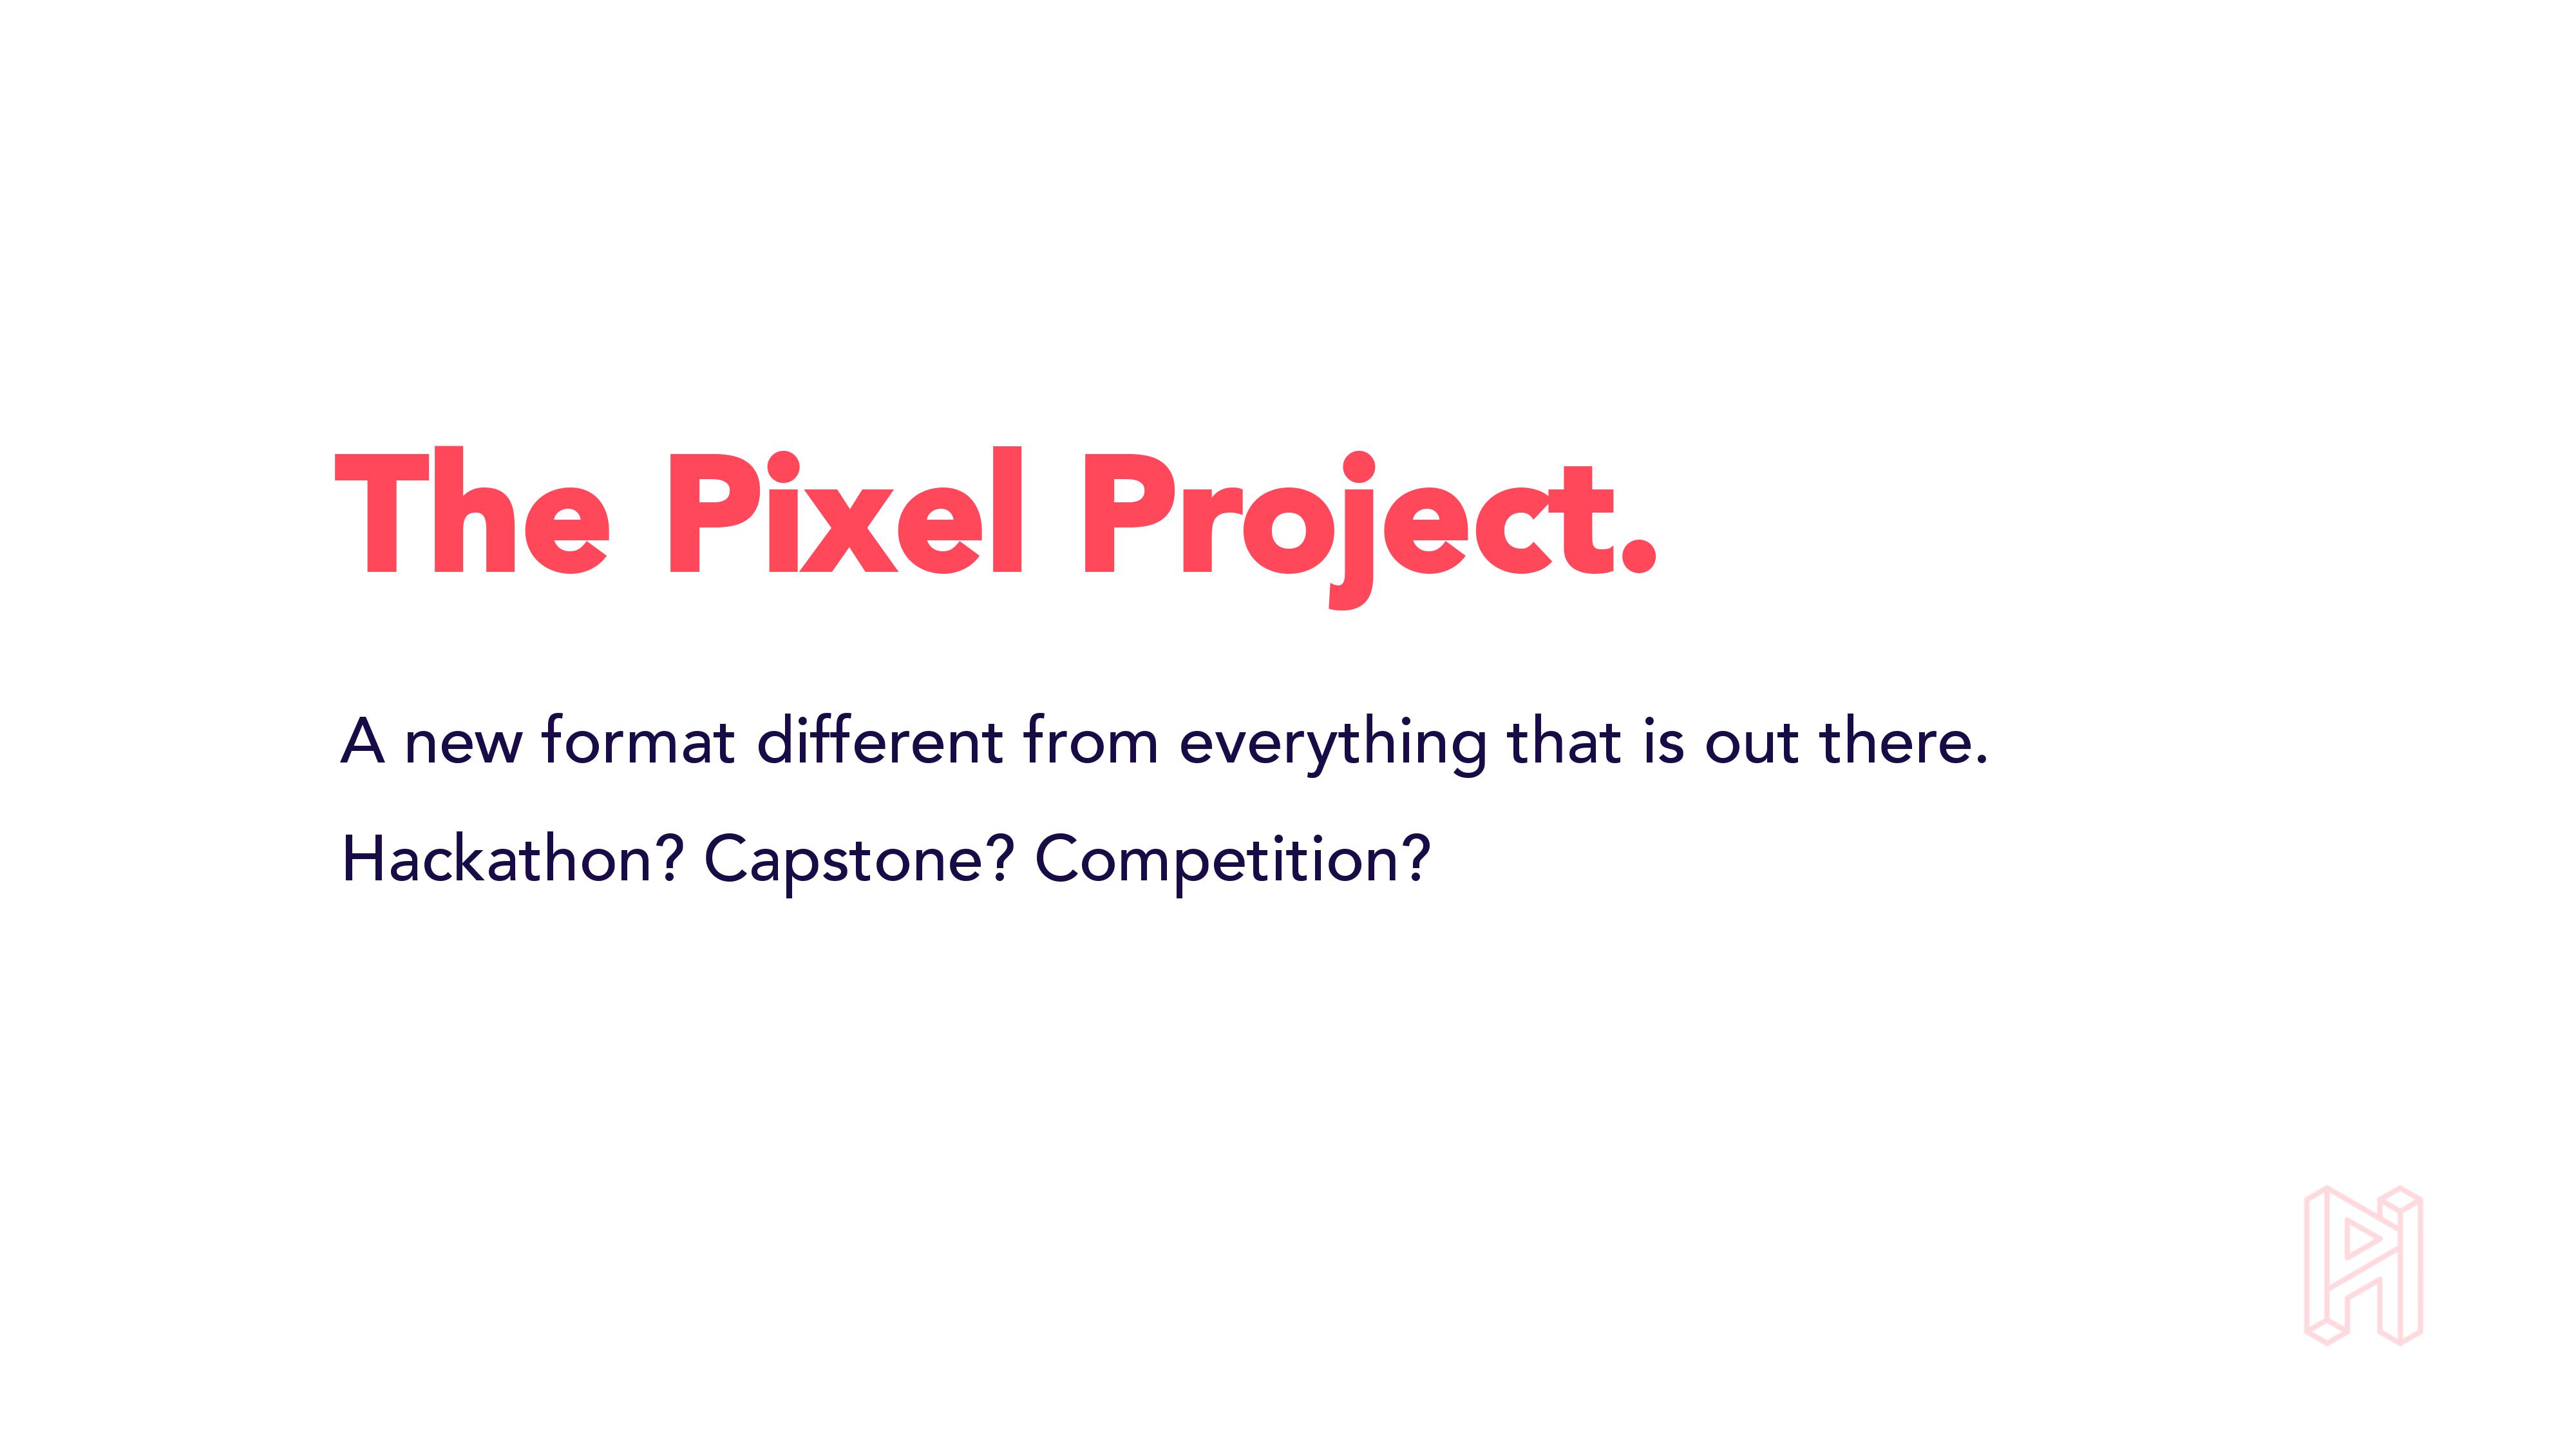 The Pixel Project.
A new format different from everything that is out there.
Hackathon? Capstone? Competition?